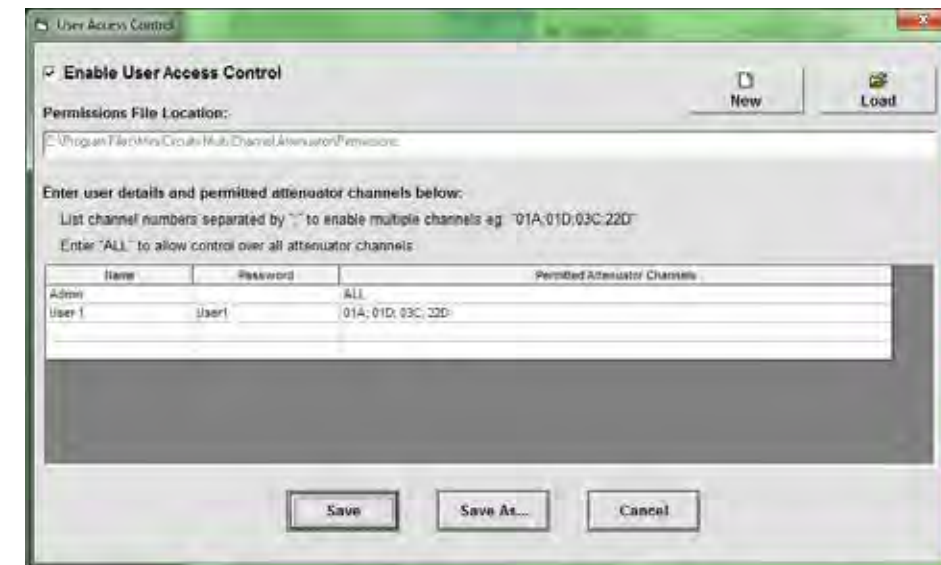 User Access Control
Enable User Access Control
New
Load
Permissions File Location:
C:\Program Files\Mini Circuits\Multi Channel Attenuator\Permissions
Enter user details and permitted attenuator channels below:
List channel numbers separated by ";" to enable multiple channels eg. "01A;01D;03C;22D"
Enter "ALL" to allow control over all attenuator channels
Name Password Permitted Attenuator Channels
Admin ALL
User 1 User1 01A; 01D; 03C; 22D
Save Save As... Cancel